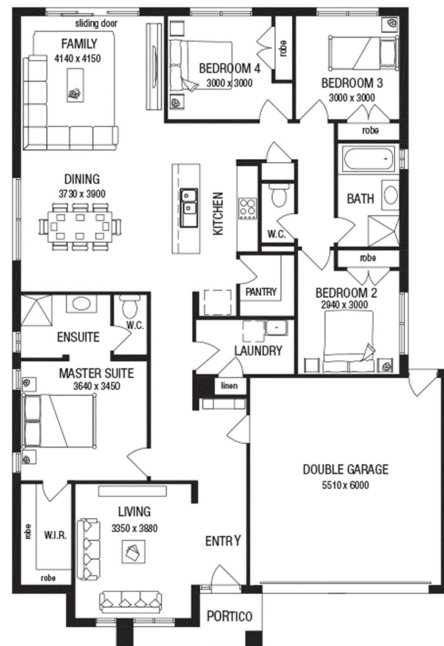 sliding door
FAMILY
4140 x 4150
BEDROOM 4
3000 x 3000
robe
BEDROOM 3
3000 x 3000
robe
DINING
3730 x 3900
KITCHEN
W.C.
BATH
robe
PANTRY
BEDROOM 2
2940 x 3000
ENSUITE
W.C.
LAUNDRY
linen
MASTER SUITE
3640 x 3450
DOUBLE GARAGE
5510 x 6000
robe
W.I.R.
robe
LIVING
3350 x 3880
ENTRY
PORTICO